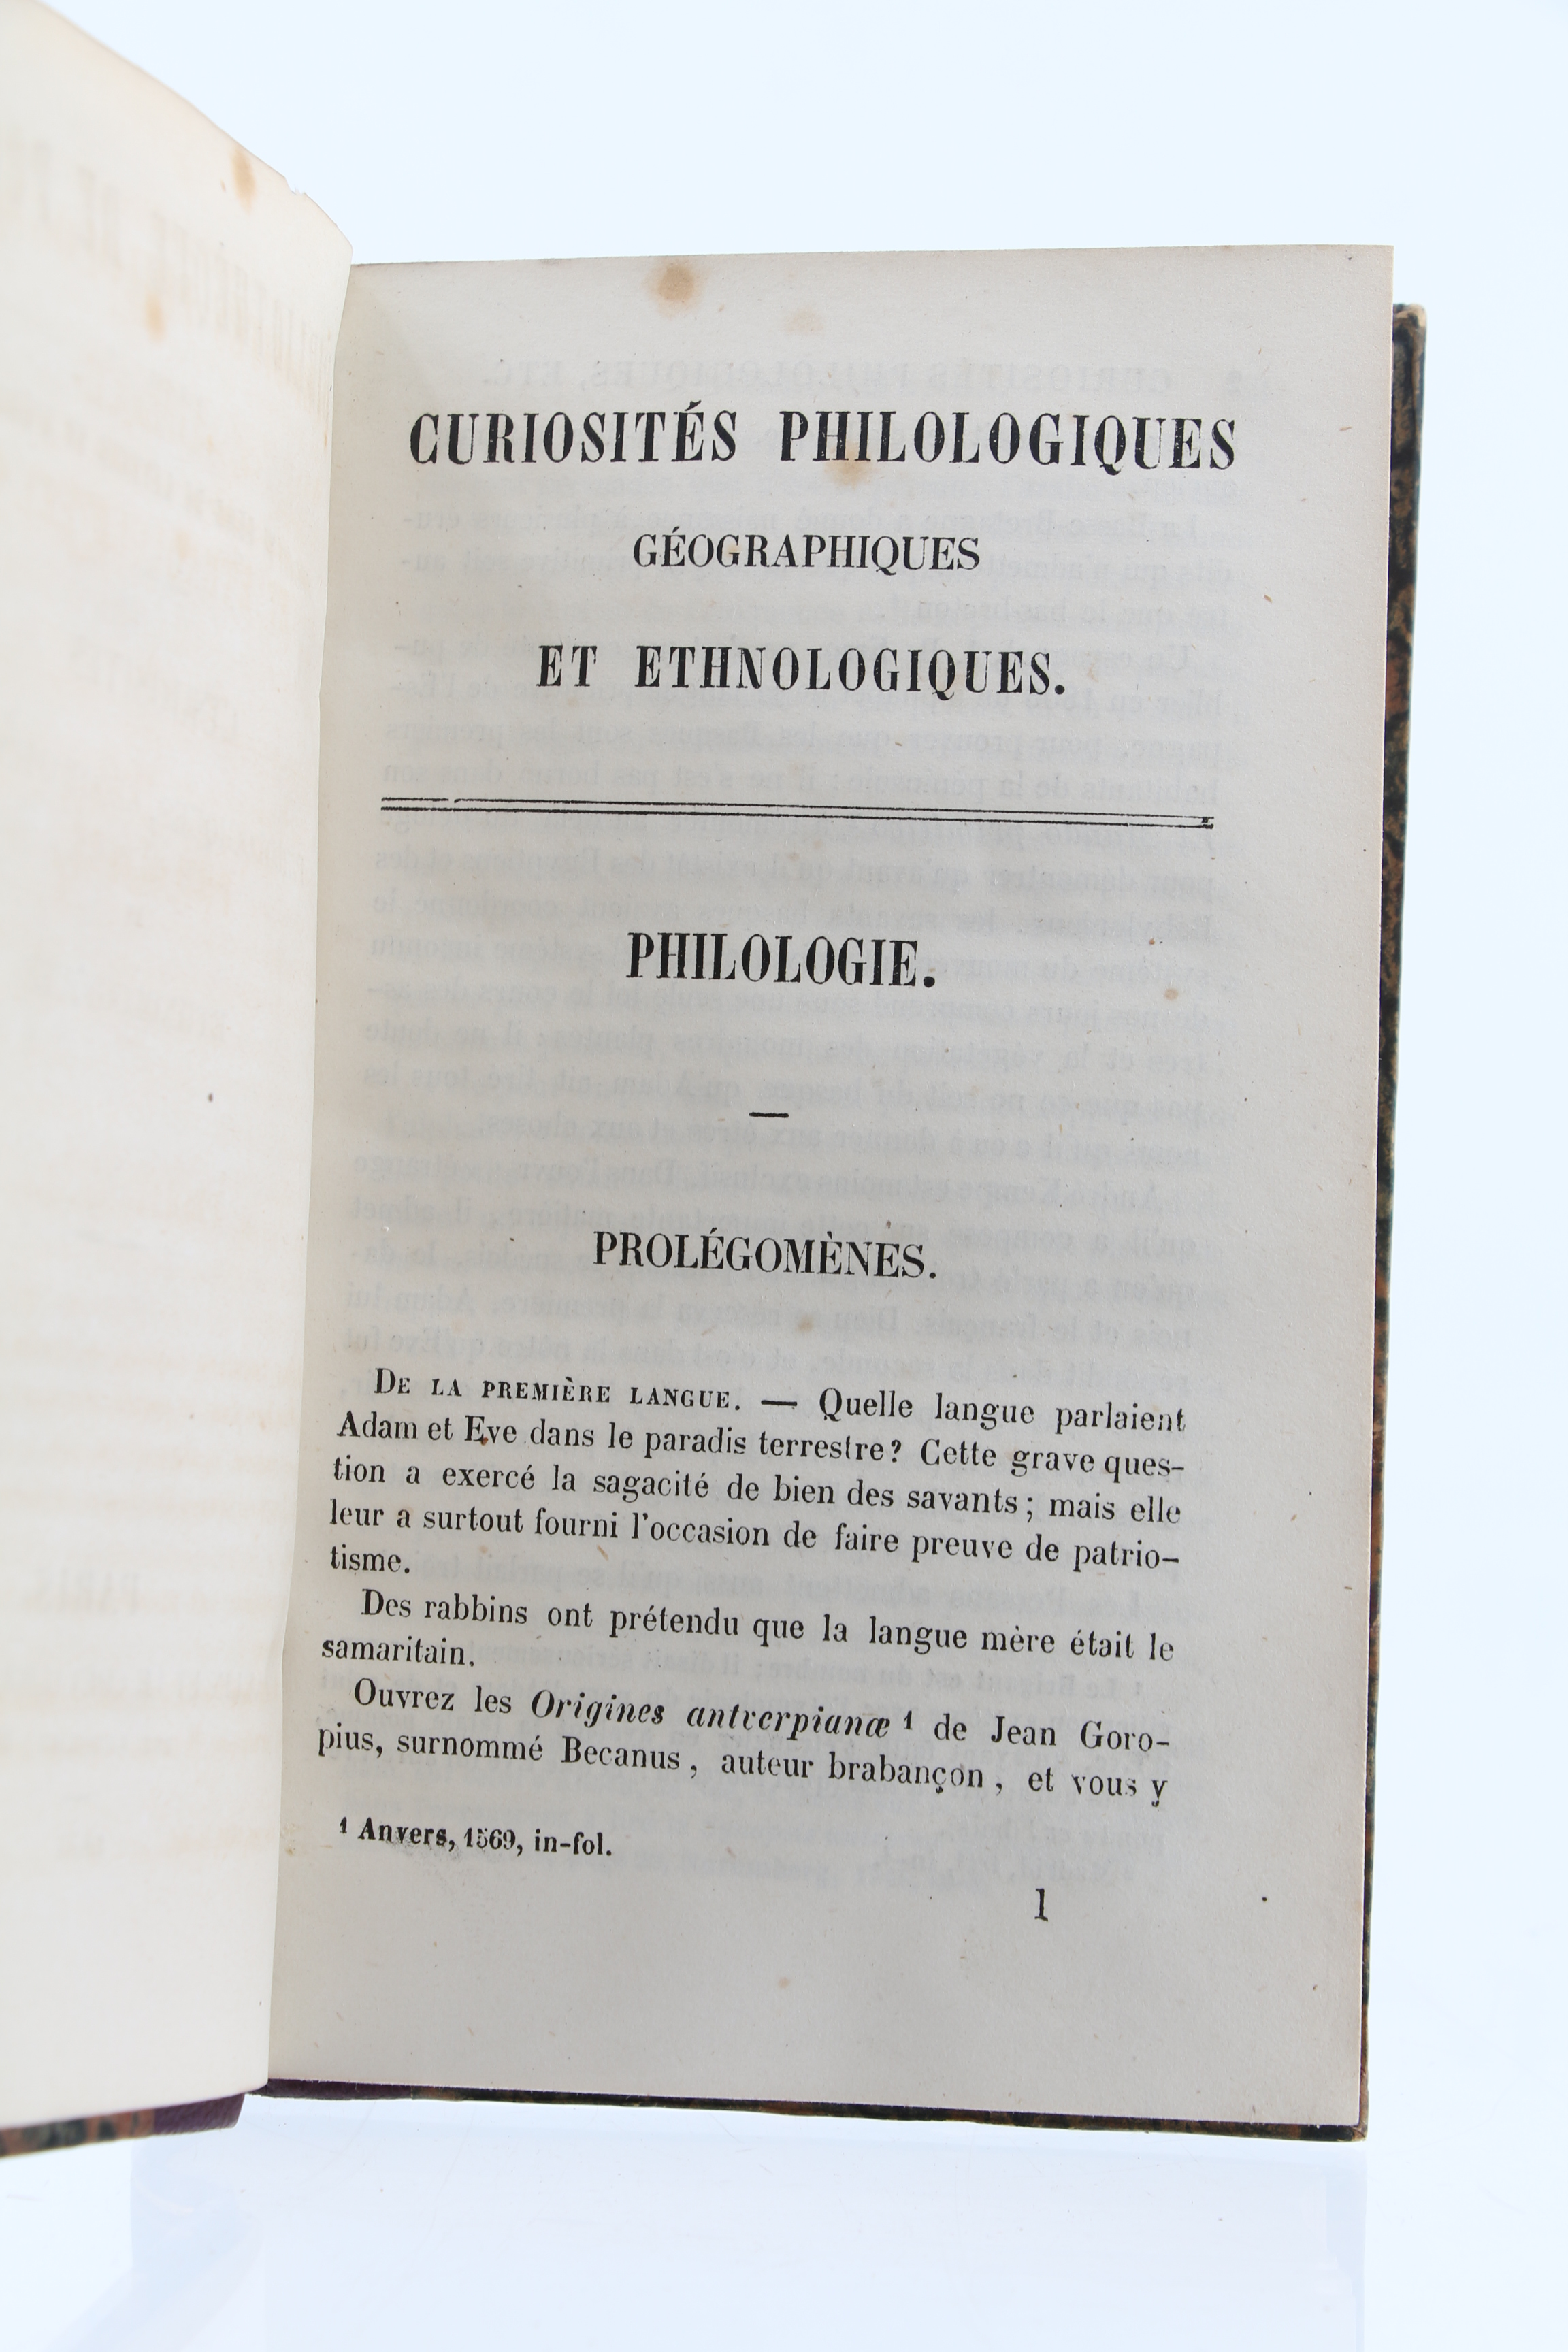 CURIOSITÉS PHILOLOGIQUES
GÉOGRAPHIQUES
ET ETHNOLOGIQUES.
PHILOLOGIE.
—
PROLÉGOMÈNES.
DE LA PREMIÈRE LANGUE. — Quelle langue parlaient
Adam et Eve dans le paradis terrestre? Cette grave ques-
tion a exercé la sagacité de bien des savants; mais elle
leur a surtout fourni l'occasion de faire preuve de patrio-
tisme.
Des rabbins ont prétendu que la langue mère était le
samaritain.
Ouvrez les Origines antverpianæ ¹ de Jean Goro-
pius, surnommé Becanus, auteur brabançon, et vous y
¹ Anvers, 1569, in-fol.
1